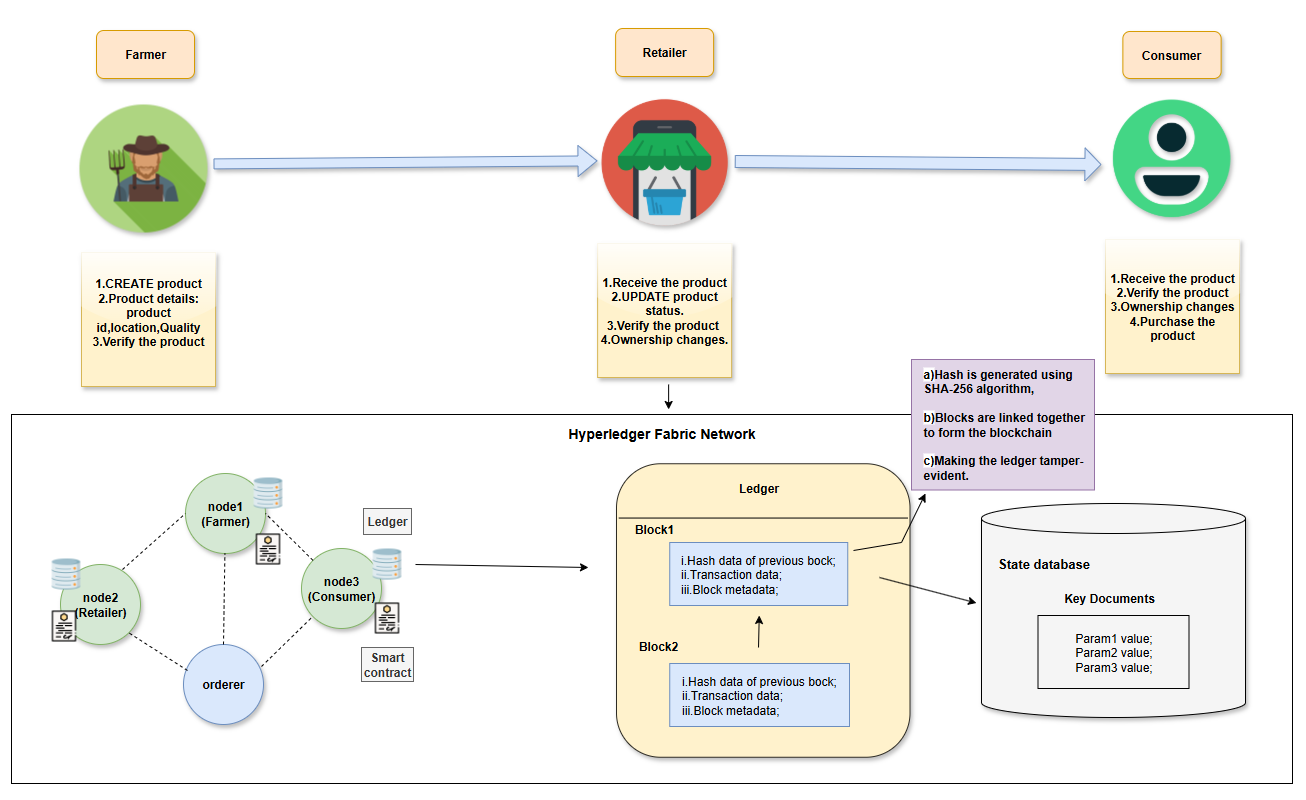 Farmer
Retailer
Consumer
1.CREATE product
2.Product details:
product
id,location,Quality
3.Verify the product
1.Receive the product
2.UPDATE product
status.
3.Verify the product
4.Ownership changes.
1.Receive the product
2.Verify the product
3.Ownership changes
4.Purchase the
product
a)Hash is generated using
SHA-256 algorithm,
b)Blocks are linked together
to form the blockchain
c)Making the ledger tamper-
evident.
Hyperledger Fabric Network
node1
(Farmer)
Ledger
node2
(Retailer)
node3
(Consumer)
Smart
contract
orderer
Ledger
Block1
i.Hash data of previous bock;
ii.Transaction data;
iii.Block metadata;
Block2
i.Hash data of previous bock;
ii.Transaction data;
iii.Block metadata;
State database
Key Documents
Param1 value;
Param2 value;
Param3 value;